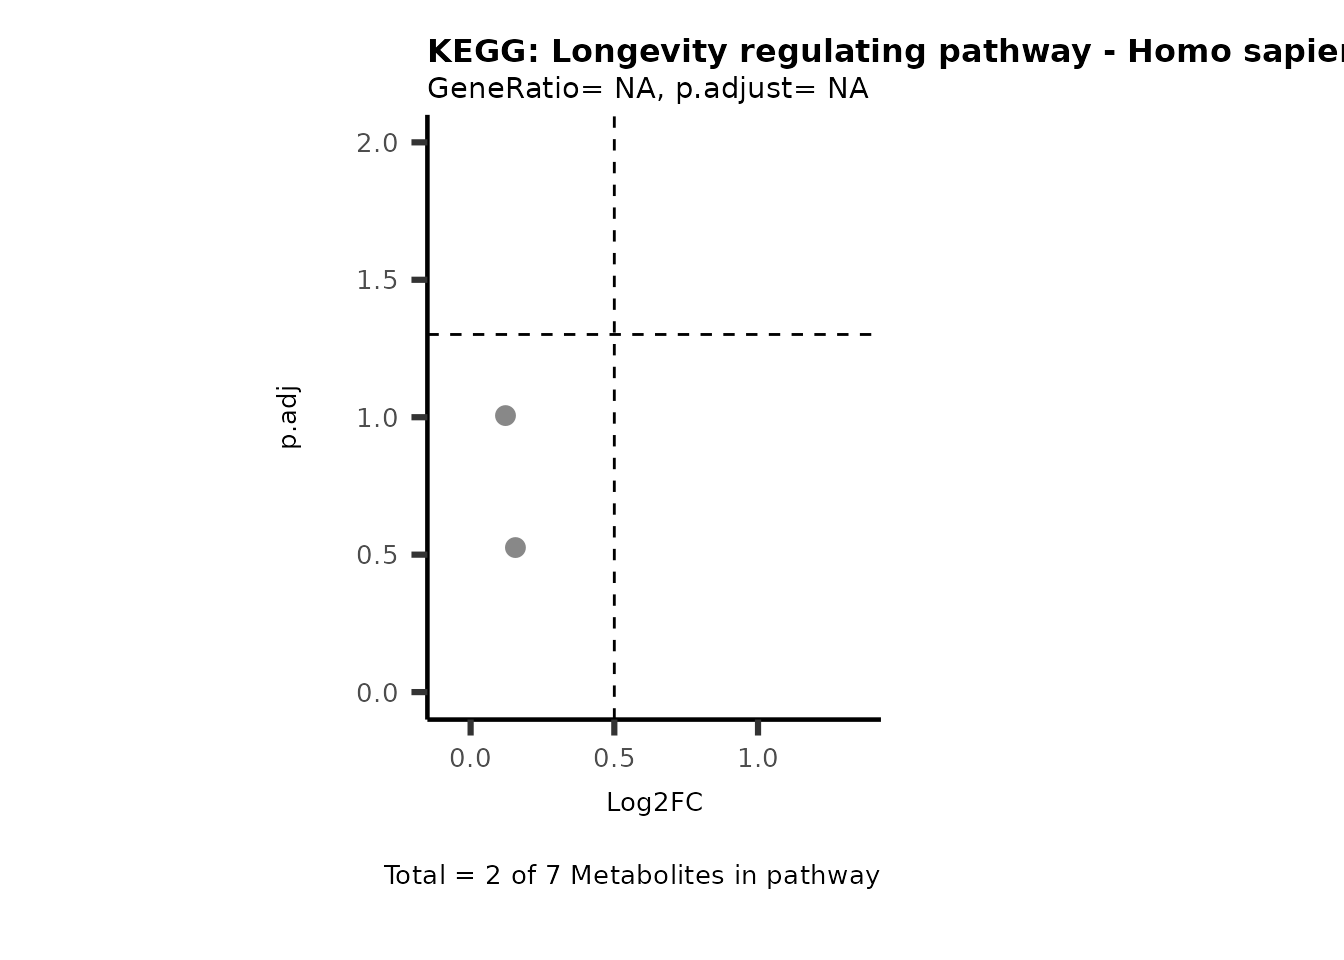 KEGG: Longevity regulating pathway - Homo sapie
GeneRatio= NA, p.adjust= NA
2.0
1.5
1.0
0.5
0.0
p.adj
0.0 0.5 1.0
Log2FC
Total = 2 of 7 Metabolites in pathway